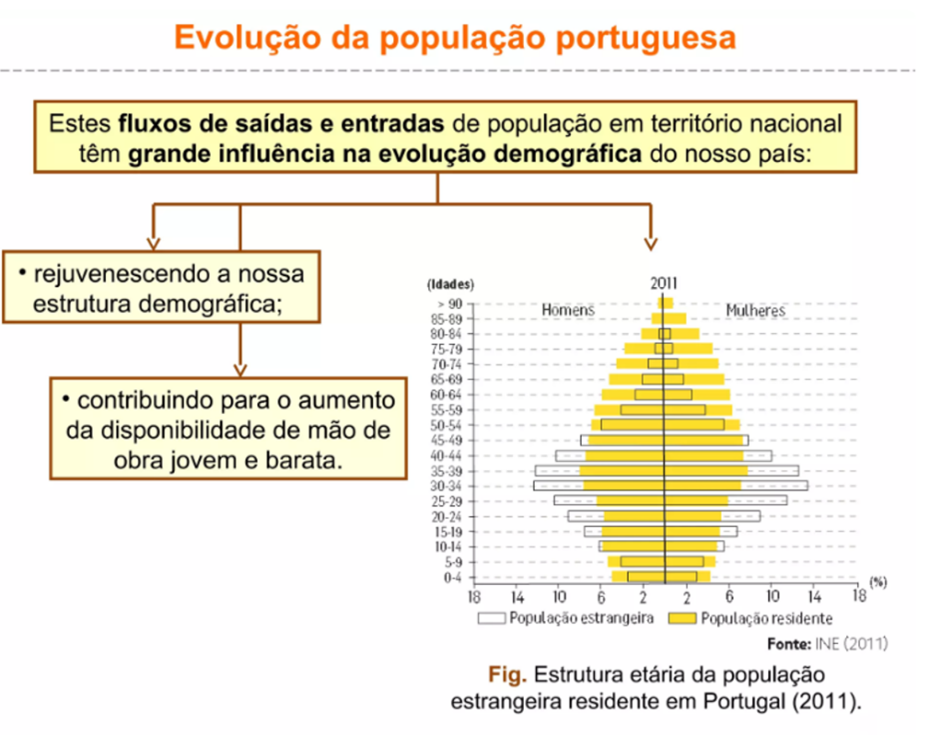 Evolução da população portuguesa
Estes fluxos de saídas e entradas de população em território nacional
têm grande influência na evolução demográfica do nosso país:
• rejuvenescendo a nossa
estrutura demográfica;
• contribuindo para o aumento
da disponibilidade de mão de
obra jovem e barata.
(Idades)
2011
Homens
Mulheres
> 90
85-89
80-84
75-79
70-74
65-69
60-64
55-59
50-54
45-49
40-44
35-39
30-34
25-29
20-24
15-19
10-14
5-9
0-4
18 14 10 6 2 2 6 10 14 18 (%)
População estrangeira População residente
Fonte: INE (2011)
Fig. Estrutura etária da população
estrangeira residente em Portugal (2011).